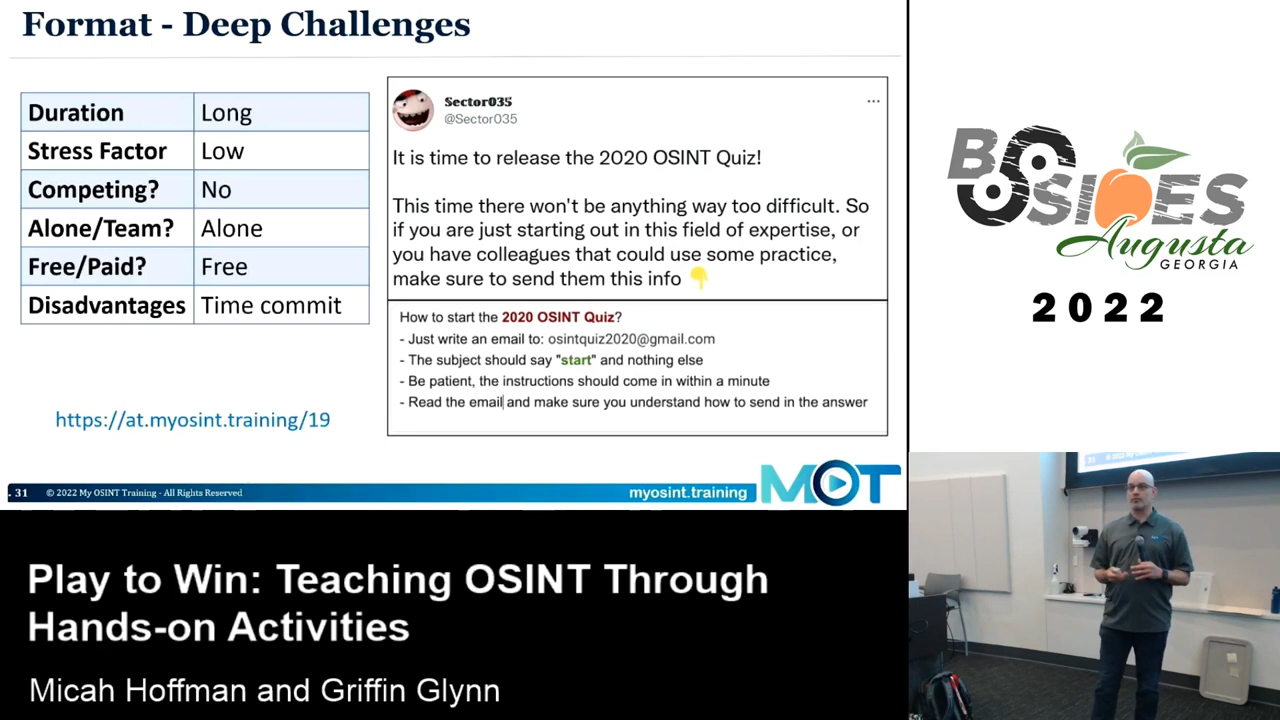 Format - Deep Challenges
Duration Long
Stress Factor Low
Competing? No
Alone/Team? Alone
Free/Paid? Free
Disadvantages Time commit
https://at.myosint.training/19
Sector035
@Sector035
...
It is time to release the 2020 OSINT Quiz!
This time there won't be anything way too difficult. So
if you are just starting out in this field of expertise, or
you have colleagues that could use some practice,
make sure to send them this info 👇
How to start the 2020 OSINT Quiz?
- Just write an email to: osintquiz2020@gmail.com
- The subject should say "start" and nothing else
- Be patient, the instructions should come in within a minute
- Read the email and make sure you understand how to send in the answer
. 31 © 2022 My OSINT Training - All Rights Reserved
myosint.training MOT
BSIDES
Augusta
GEORGIA
2022
Play to Win: Teaching OSINT Through
Hands-on Activities
Micah Hoffman and Griffin Glynn